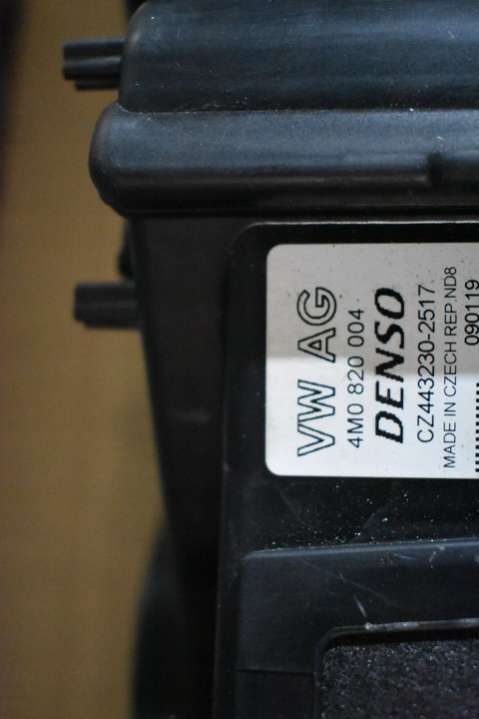 VW AG
4M0 820 004
DENSO
CZ443230-2517
MADE IN CZECH REP.ND8
090119